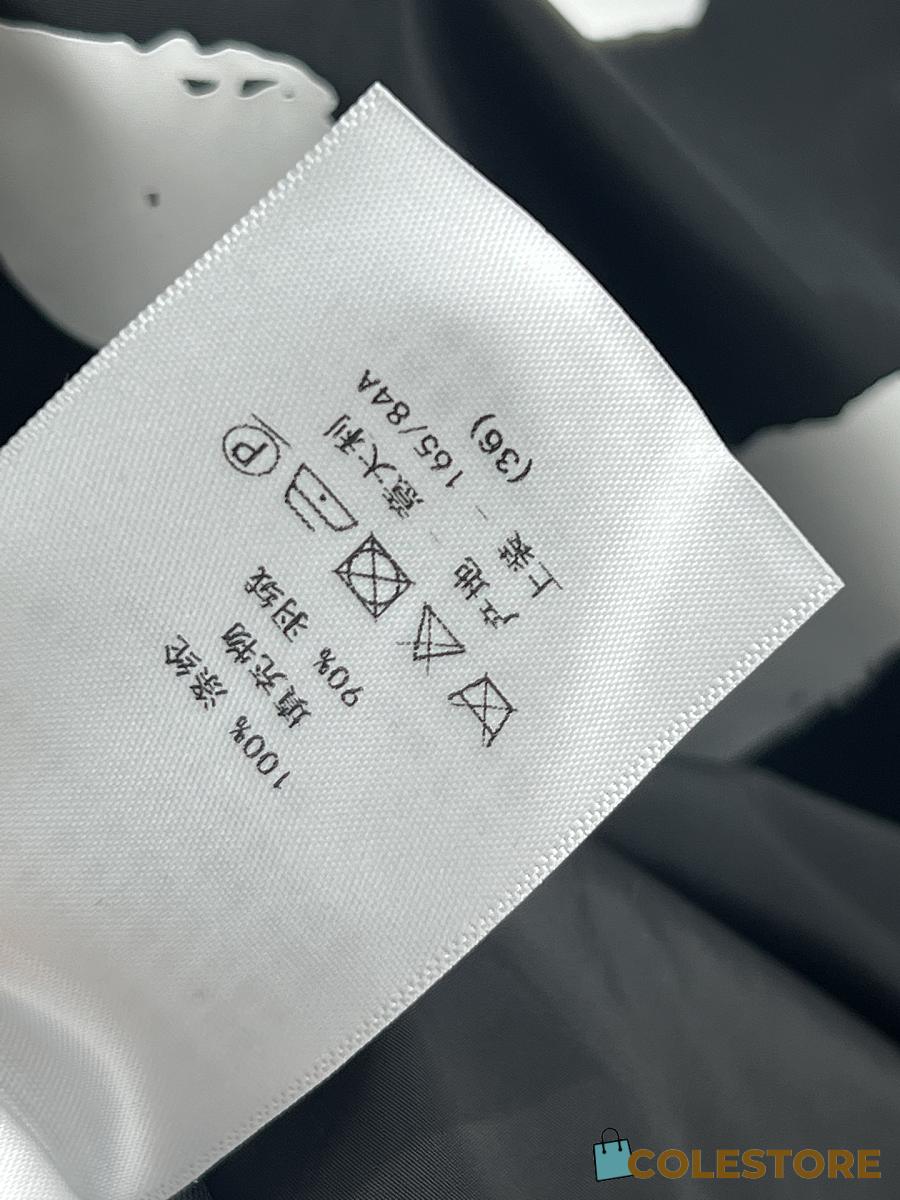 100% 涤纶
填充物
90% 羽绒
产地 - 意大利
上装 - 165/84A
(36)
P
COLESTORE